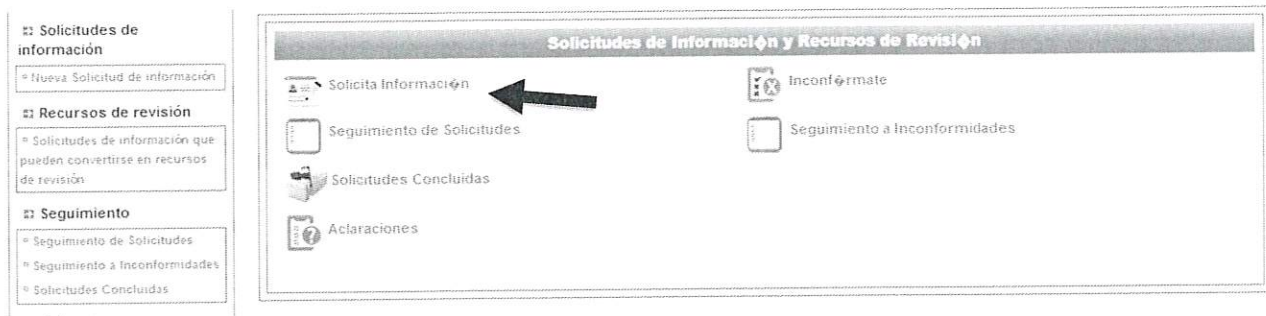 Solicitudes de
información
Nueva Solicitud de información
Recursos de revisión
Solicitudes de información que
pueden convertirse en recursos
de revisión
Seguimiento
Seguimiento de Solicitudes
Seguimiento a Inconformidades
Solicitudes Concluidas
Solicitudes de Informaci�n y Recursos de Revisi�n
Solicita Informaci�n
Inconf�rmate
Seguimiento de Solicitudes
Seguimiento a Inconformidades
Solicitudes Concluidas
Aclaraciones